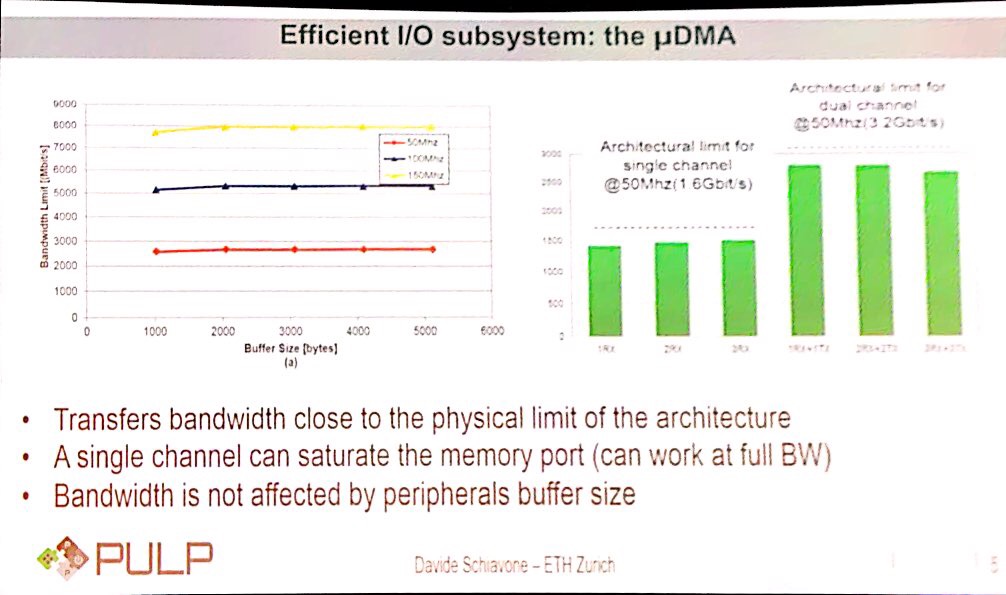 Efficient I/O subsystem: the µDMA
9000
8000
7000
6000
5000
4000
3000
2000
1000
0
Bandwidth Limit [(Mbit/s]
50Mhz
100Mhz
150Mhz
0 1000 2000 3000 4000 5000 6000
Buffer Size [bytes]
(a)
Architectural limit for
single channel
@50Mhz(1.6Gbit/s)
Architectural limit for
dual channel
@50Mhz(3.2Gbit/s)
3000
2500
2000
1500
1000
500
0
1RX 2RX 3RX 1RX+1TX 2RX+2TX 3RX+3TX
• Transfers bandwidth close to the physical limit of the architecture
• A single channel can saturate the memory port (can work at full BW)
• Bandwidth is not affected by peripherals buffer size
PULP
Davide Schiavone – ETH Zurich
5